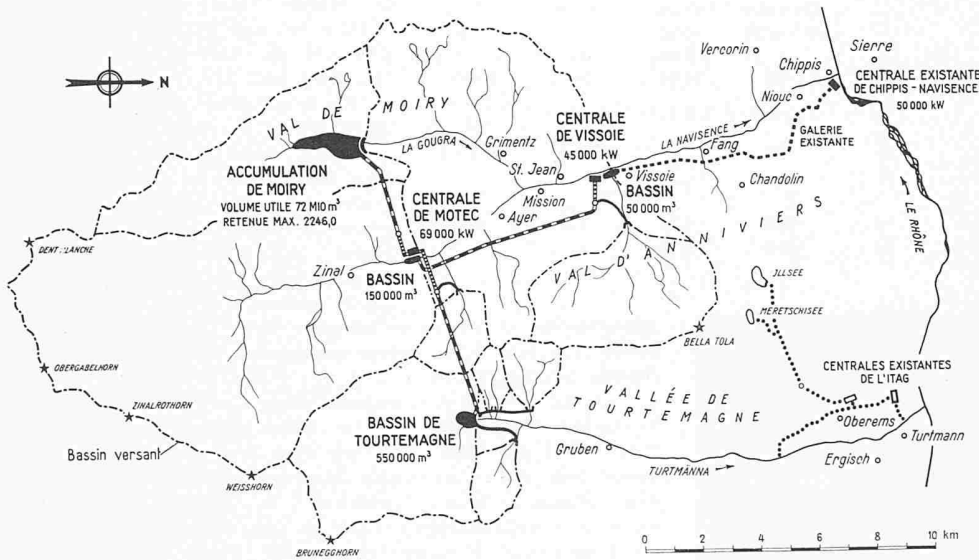 N
VAL DE MOIRY
ACCUMULATION
DE MOIRY
VOLUME UTILE 72 MIO m³
RETENUE MAX. 2246,0
LA GOUGRA
Grimentz
St. Jean
Mission
Ayer
CENTRALE
DE MOTEC
69 000 kW
BASSIN
150 000 m³
Zinal
CENTRALE
DE VISSOIE
45 000 kW
Vissoie
BASSIN
50 000 m³
LA NAVISENCE
Fang
Vercorin
Chippis
Niouc
Sierre
CENTRALE EXISTANTE
DE CHIPPIS - NAVISENCE
50 000 kW
GALERIE
EXISTANTE
Chandolin
LE RHÔNE
VAL D'ANNIVIERS
ILLSEE
MERETSCHISEE
BELLA TOLA
CENTRALES EXISTANTES
DE L'ITAG
Oberems
Turtmann
Ergisch
VALLÉE DE
TOURTEMAGNE
Gruben
TURTMÄNNA
BASSIN DE
TOURTEMAGNE
550 000 m³
DENT BLANCHE
OBERGABELHORN
ZINALROTHORN
Bassin versant
WEISSHORN
BRUNEGGHORN
0 2 4 6 8 10 km